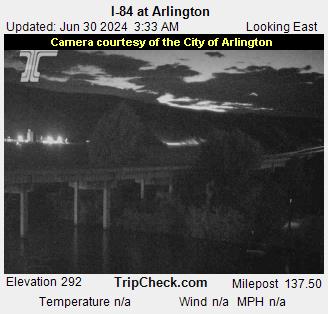 I-84 at Arlington
Updated: Jun 30 2024 3:33 AM Looking East
Camera courtesy of the City of Arlington
Elevation 292 TripCheck.com Milepost 137.50
Temperature n/a Wind n/a MPH n/a